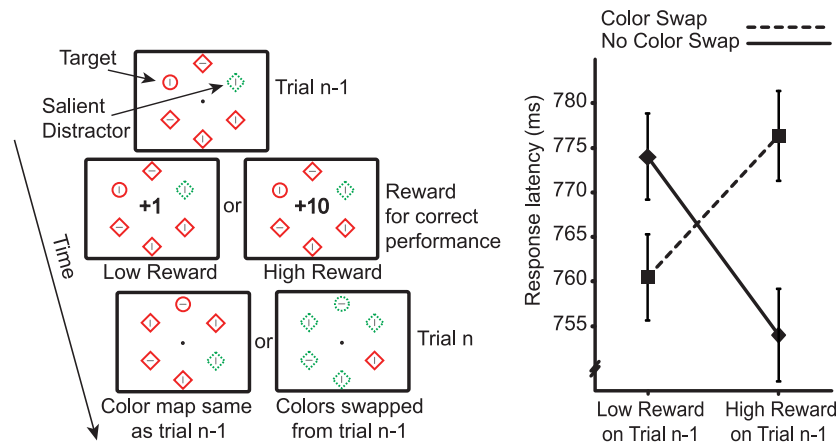 Target
Salient
Distractor
Trial n-1
+1
or
+10
Reward
for correct
performance
Low Reward
High Reward
Time
or
Trial n
Color map same
as trial n-1
Colors swapped
from trial n-1
Color Swap
No Color Swap
Response latency (ms)
780
775
770
765
760
755
Low Reward
on Trial n-1
High Reward
on Trial n-1